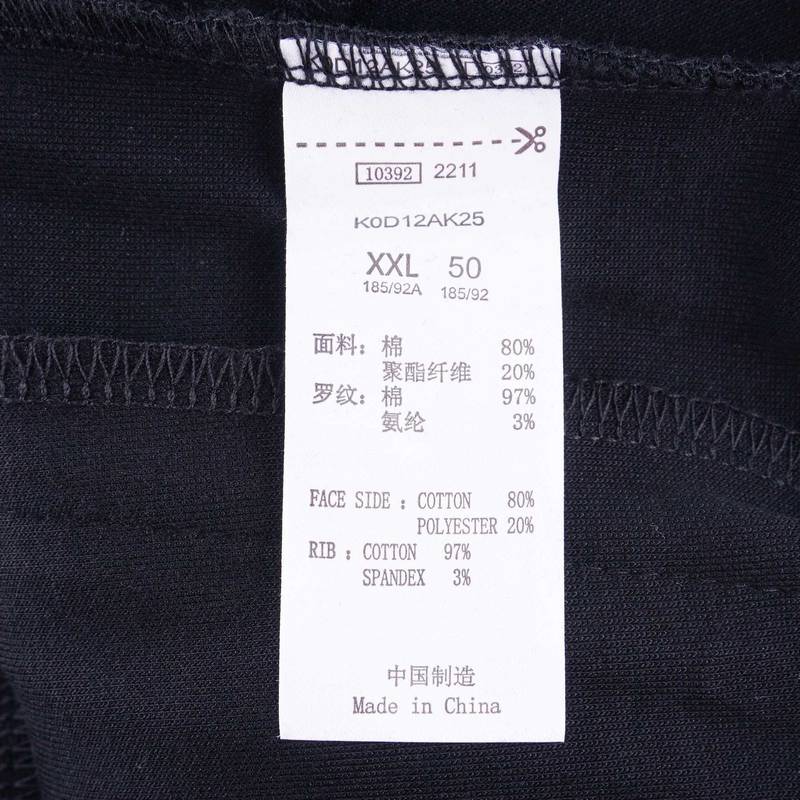 10392 2211
K0D12AK25
XXL 50
185/92A 185/92
面料：棉 80%
聚酯纤维 20%
罗纹：棉 97%
氨纶 3%
FACE SIDE : COTTON 80%
POLYESTER 20%
RIB : COTTON 97%
SPANDEX 3%
中国制造
Made in China